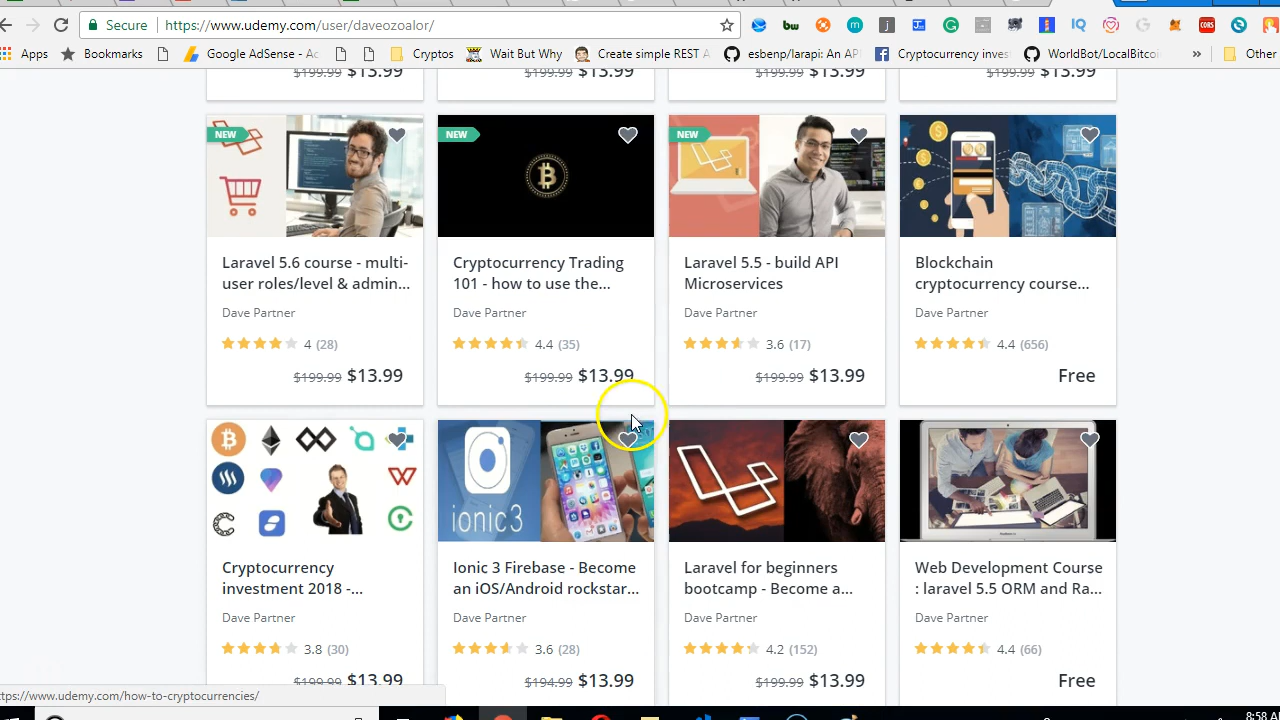 Secure
https://www.udemy.com/user/daveozoalor/
Apps Bookmarks Google AdSense - Ac Cryptos Wait But Why Create simple REST A esbenp/larapi: An AP Cryptocurrency inves WorldBot/LocalBitcoi » Other
$199.99 $13.99 $199.99 $13.99 $199.99 $13.99 $199.99 $13.99
NEW
Laravel 5.6 course - multi-
user roles/level & admin...
Dave Partner
4 (28)
$199.99 $13.99
NEW
Cryptocurrency Trading
101 - how to use the...
Dave Partner
4.4 (35)
$199.99 $13.99
NEW
Laravel 5.5 - build API
Microservices
Dave Partner
3.6 (17)
$199.99 $13.99
Blockchain
cryptocurrency course...
Dave Partner
4.4 (656)
Free
Cryptocurrency
investment 2018 -...
Dave Partner
3.8 (30)
$199.99 $13.99
ionic3
Ionic 3 Firebase - Become
an iOS/Android rockstar...
Dave Partner
3.6 (28)
$194.99 $13.99
Laravel for beginners
bootcamp - Become a...
Dave Partner
4.2 (152)
$199.99 $13.99
Web Development Course
: laravel 5.5 ORM and Ra...
Dave Partner
4.4 (66)
Free
ttps://www.udemy.com/how-to-cryptocurrencies/
8:58 A